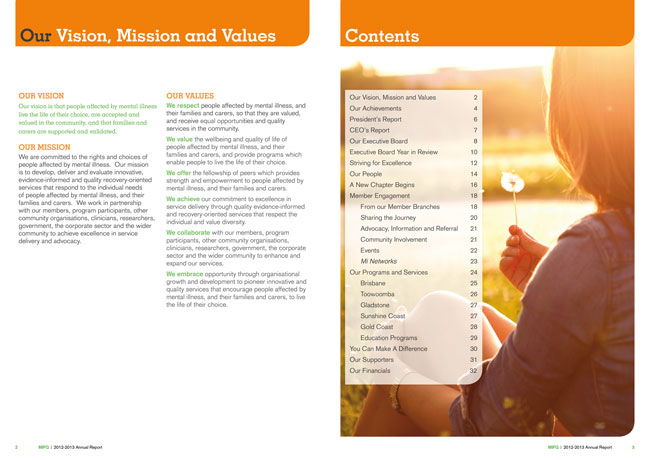 Our Vision, Mission and Values
OUR VISION
Our vision is that people affected by mental illness
live the life of their choice, are accepted and
valued in the community, and that families and
carers are supported and validated.
OUR MISSION
We are committed to the rights and choices of
people affected by mental illness. Our mission
is to develop, deliver and evaluate innovative,
evidence-informed and quality recovery-oriented
services that respond to the individual needs
of people affected by mental illness, and their
families and carers. We work in partnership
with our members, program participants, other
community organisations, clinicians, researchers,
government, the corporate sector and the wider
community to achieve excellence in service
delivery and advocacy.
OUR VALUES
We respect people affected by mental illness, and
their families and carers, so that they are valued,
and receive equal opportunities and quality
services in the community.
We value the wellbeing and quality of life of
people affected by mental illness, and their
families and carers, and provide programs which
enable people to live the life of their choice.
We offer the fellowship of peers which provides
strength and empowerment to people affected by
mental illness, and their families and carers.
We achieve our commitment to excellence in
service delivery through quality evidence-informed
and recovery-oriented services that respect the
individual and value diversity.
We collaborate with our members, program
participants, other community organisations,
clinicians, researchers, government, the corporate
sector and the wider community to enhance and
expand our services.
We embrace opportunity through organisational
growth and development to pioneer innovative and
quality services that encourage people affected by
mental illness, and their families and carers, to live
the life of their choice.
2 MIFQ | 2012-2013 Annual Report
Contents
Our Vision, Mission and Values 2
Our Achievements 4
President's Report 6
CEO's Report 7
Our Executive Board 8
Executive Board Year in Review 10
Striving for Excellence 12
Our People 14
A New Chapter Begins 16
Member Engagement 18
From our Member Branches 18
Sharing the Journey 20
Advocacy, Information and Referral 21
Community Involvement 21
Events 22
MI Networks 23
Our Programs and Services 24
Brisbane 25
Toowoomba 26
Gladstone 27
Sunshine Coast 27
Gold Coast 28
Education Programs 29
You Can Make A Difference 30
Our Supporters 31
Our Financials 32
MIFQ | 2012-2013 Annual Report 3